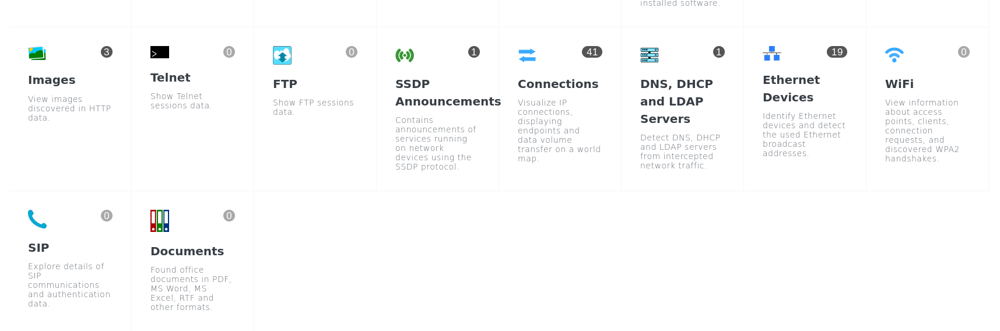 installed software.
3
Images
View images
discovered in HTTP
data.
>
0
Telnet
Show Telnet
sessions data.
0
FTP
Show FTP sessions
data.
1
SSDP
Announcements
Contains
announcements of
services running
on network
devices using the
SSDP protocol.
41
Connections
Visualize IP
connections,
displaying
endpoints and
data volume
transfer on a world
map.
1
DNS, DHCP
and LDAP
Servers
Detect DNS, DHCP
and LDAP servers
from intercepted
network traffic.
19
Ethernet
Devices
Identify Ethernet
devices and detect
the used Ethernet
broadcast
addresses.
0
WiFi
View information
about access
points, clients,
connection
requests, and
discovered WPA2
handshakes.
0
SIP
Explore details of
SIP
communications
and authentication
data.
0
Documents
Found office
documents in PDF,
MS Word, MS
Excel, RTF and
other formats.